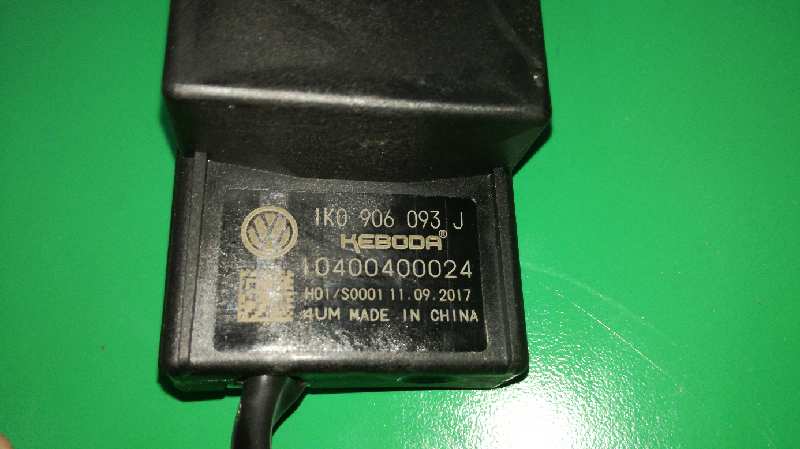 1K0 906 093 J
KEBODA®
10400400024
H01/S0001 11.09.2017
4UM MADE IN CHINA